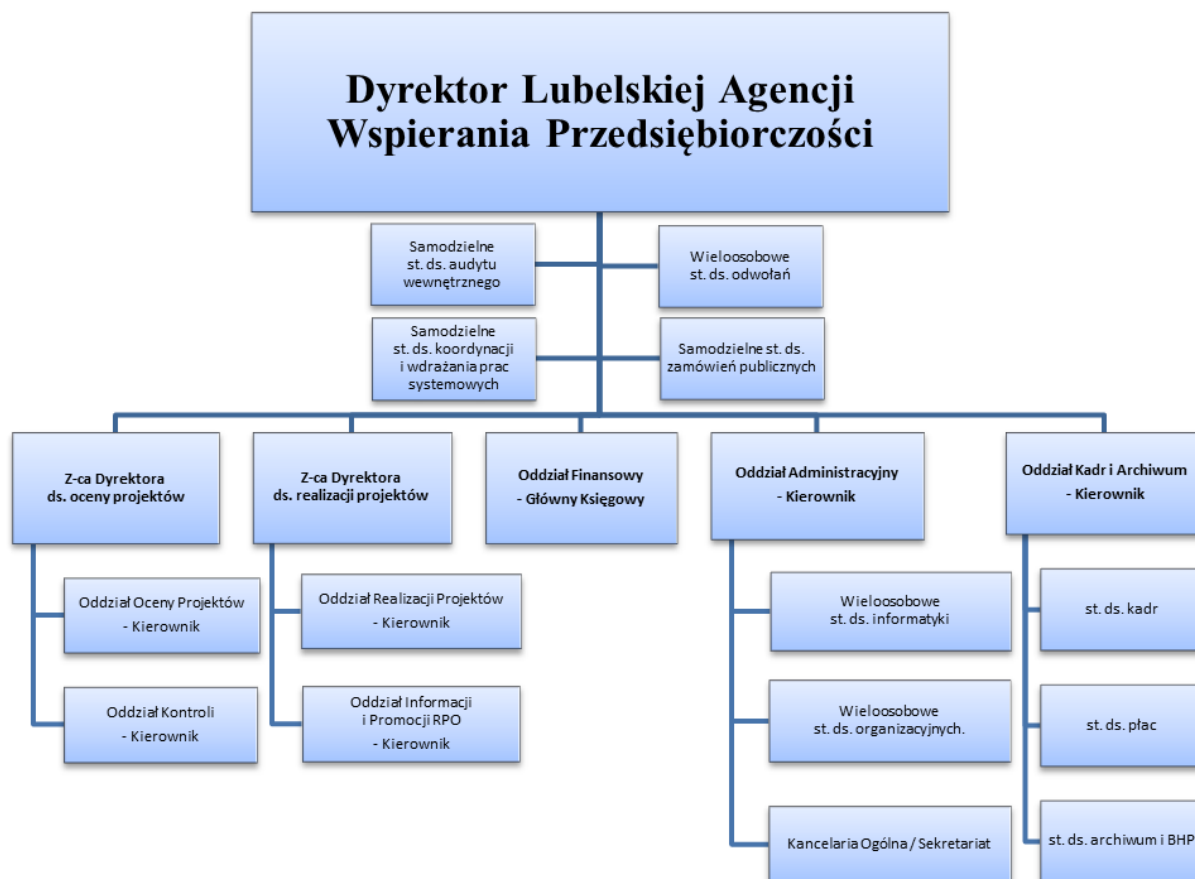 Dyrektor Lubelskiej Agencji
Wspierania Przedsiębiorczości
Samodzielne
st. ds. audytu
wewnętrznego
Wieloosobowe
st. ds. odwołań
Samodzielne
st. ds. koordynacji
i wdrażania prac
systemowych
Samodzielne st. ds.
zamówień publicznych
Z-ca Dyrektora
ds. oceny projektów
Z-ca Dyrektora
ds. realizacji projektów
Oddział Finansowy
- Główny Księgowy
Oddział Administracyjny
- Kierownik
Oddział Kadr i Archiwum
- Kierownik
Oddział Oceny Projektów
- Kierownik
Oddział Kontroli
- Kierownik
Oddział Realizacji Projektów
- Kierownik
Oddział Informacji
i Promocji RPO
- Kierownik
Wieloosobowe
st. ds. informatyki
Wieloosobowe
st. ds. organizacyjnych.
Kancelaria Ogólna / Sekretariat
st. ds. kadr
st. ds. płac
st. ds. archiwum i BHP